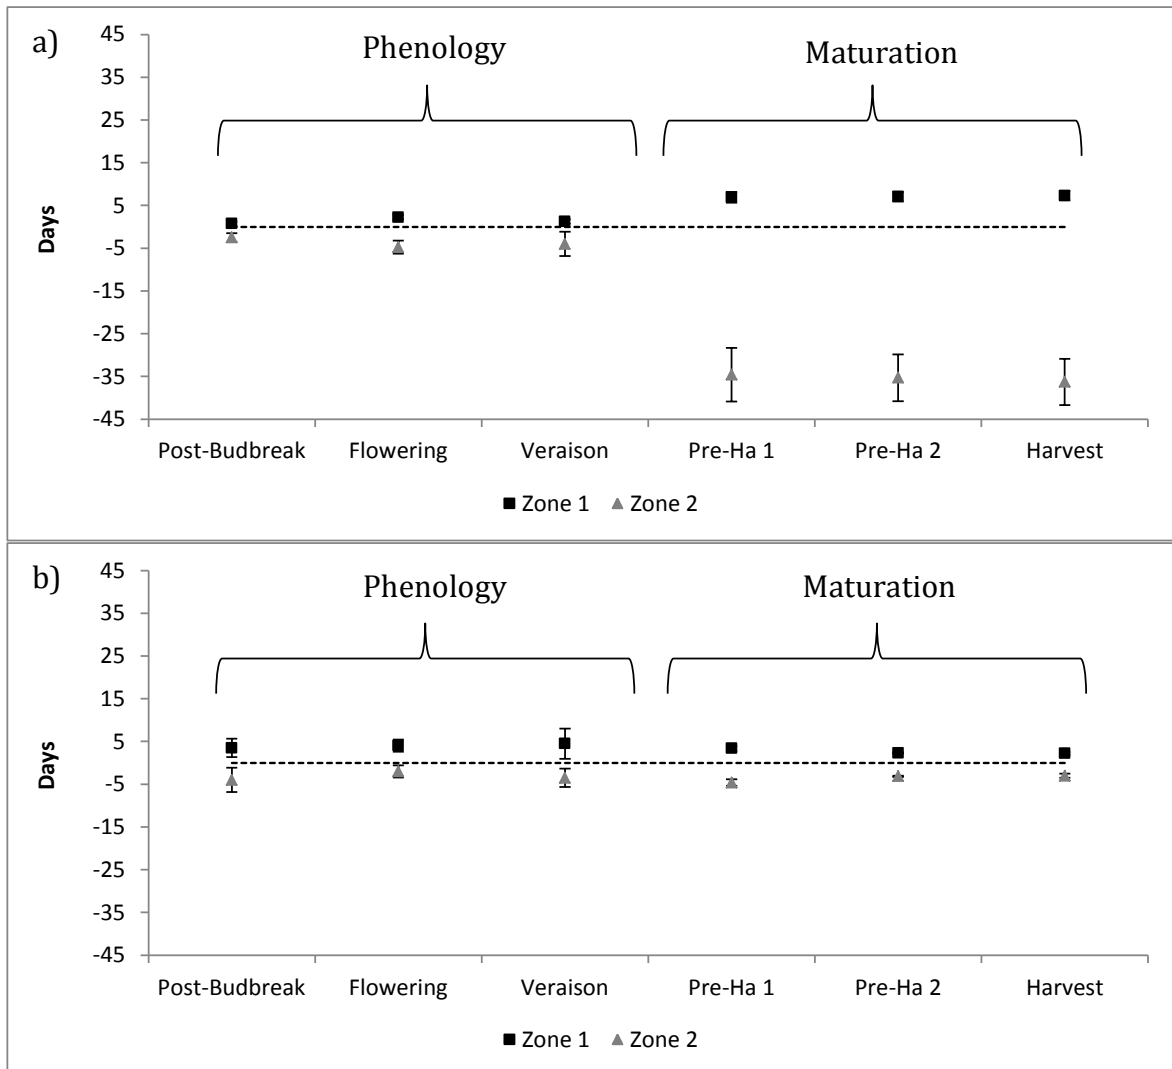 a)
Phenology
Maturation
45
35
25
15
5
-5
-15
-25
-35
-45
Days
Post-Budbreak Flowering Veraison Pre-Ha 1 Pre-Ha 2 Harvest
Zone 1 Zone 2
b)
Phenology
Maturation
45
35
25
15
5
-5
-15
-25
-35
-45
Days
Post-Budbreak Flowering Veraison Pre-Ha 1 Pre-Ha 2 Harvest
Zone 1 Zone 2